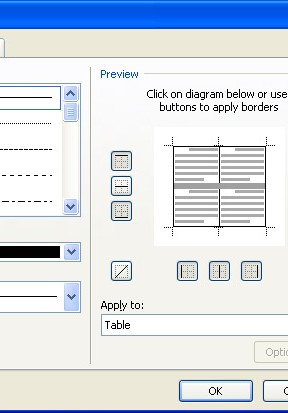 Preview
Click on diagram below or use
buttons to apply borders
Apply to:
Table
Optio
OK